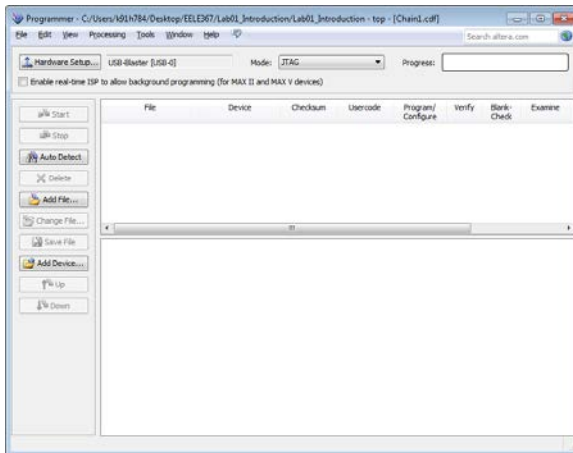 Programmer - C:/Users/k91h784/Desktop/EELE367/Lab01_Introduction/Lab01_Introduction - top - [Chain1.cdf]
File Edit View Processing Tools Window Help
Search altera.com
Hardware Setup... USB-Blaster [USB-0] Mode: JTAG Progress:
Enable real-time ISP to allow background programming (for MAX II and MAX V devices)
File Device Checksum Usercode Program/ Configure Verify Blank- Check Examine
Start
Stop
Auto Detect
Delete
Add File...
Change File...
Save File
Add Device...
Up
Down